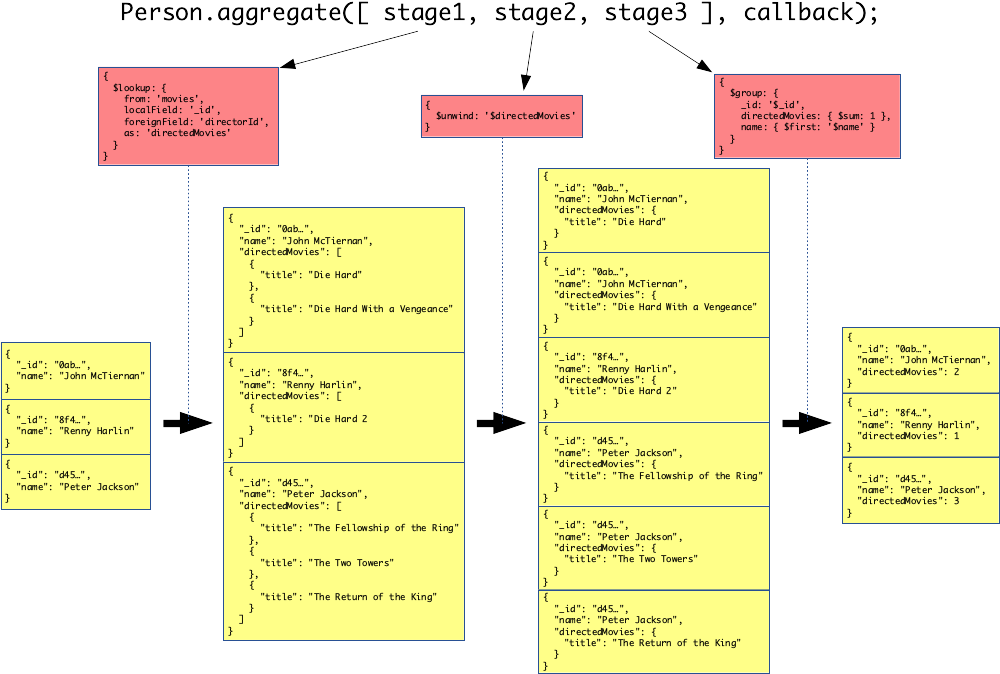 Person.aggregate([ stage1, stage2, stage3 ], callback);
{
  $lookup: {
    from: 'movies',
    localField: '_id',
    foreignField: 'directorId',
    as: 'directedMovies'
  }
}
{
  $unwind: '$directedMovies'
}
{
  $group: {
    _id: '$_id',
    directedMovies: { $sum: 1 },
    name: { $first: '$name' }
  }
}
{
  "_id": "0ab…",
  "name": "John McTiernan"
}
{
  "_id": "8f4…",
  "name": "Renny Harlin"
}
{
  "_id": "d45…",
  "name": "Peter Jackson"
}
{
  "_id": "0ab…",
  "name": "John McTiernan",
  "directedMovies": [
    {
      "title": "Die Hard"
    },
    {
      "title": "Die Hard With a Vengeance"
    }
  ]
}
{
  "_id": "8f4…",
  "name": "Renny Harlin",
  "directedMovies": [
    {
      "title": "Die Hard 2
    }
  ]
}
{
  "_id": "d45…",
  "name": "Peter Jackson",
  "directedMovies": [
    {
      "title": "The Fellowship of the Ring"
    },
    {
      "title": "The Two Towers"
    },
    {
      "title": "The Return of the King"
    }
  ]
}
{
  "_id": "0ab…",
  "name": "John McTiernan",
  "directedMovies": {
    "title": "Die Hard"
  }
}
{
  "_id": "0ab…",
  "name": "John McTiernan",
  "directedMovies": {
    "title": "Die Hard With a Vengeance"
  }
}
{
  "_id": "8f4…",
  "name": "Renny Harlin",
  "directedMovies": {
    "title": "Die Hard 2"
  }
}
{
  "_id": "d45…",
  "name": "Peter Jackson",
  "directedMovies": {
    "title": "The Fellowship of the Ring"
  }
}
{
  "_id": "d45…",
  "name": "Peter Jackson",
  "directedMovies": {
    "title": "The Two Towers"
  }
}
{
  "_id": "d45…",
  "name": "Peter Jackson",
  "directedMovies": {
    "title": "The Return of the King"
  }
}
{
  "_id": "0ab…",
  "name": "John McTiernan",
  "directedMovies": 2
}
{
  "_id": "8f4…",
  "name": "Renny Harlin",
  "directedMovies": 1
}
{
  "_id": "d45…",
  "name": "Peter Jackson",
  "directedMovies": 3
}